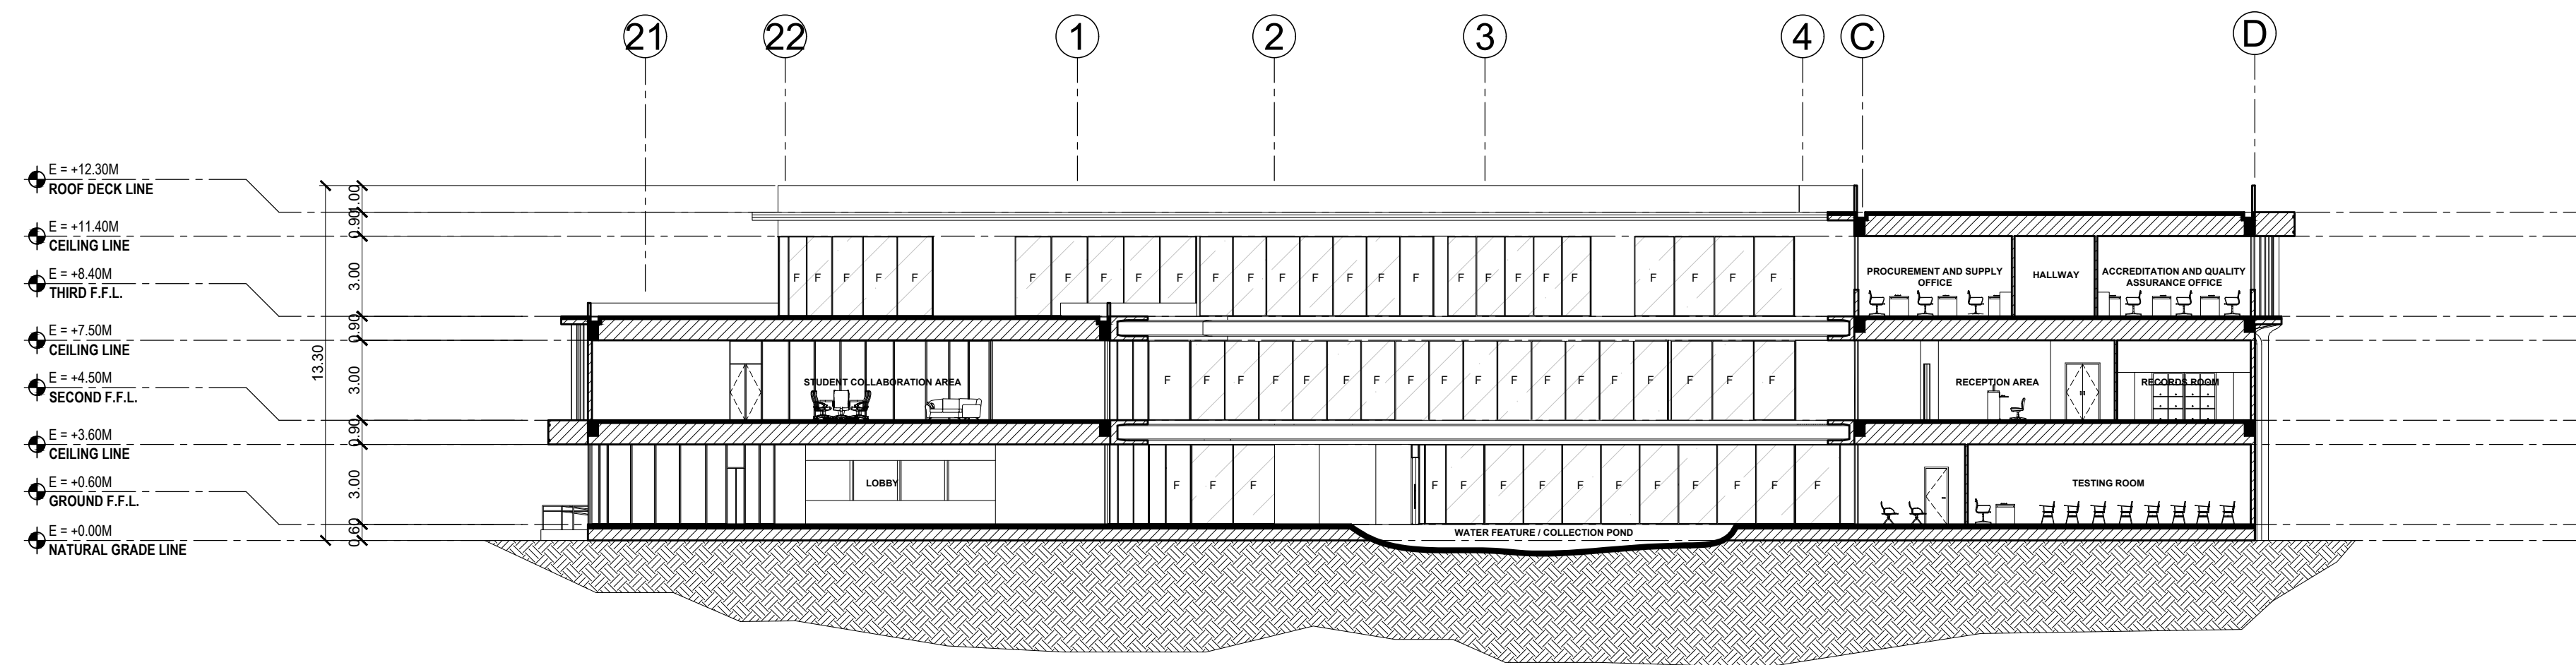 21 22 1 2 3 4 C D
E = +12.30M
ROOF DECK LINE
E = +11.40M
CEILING LINE
E = +8.40M
THIRD F.F.L.
E = +7.50M
CEILING LINE
E = +4.50M
SECOND F.F.L.
E = +3.60M
CEILING LINE
E = +0.60M
GROUND F.F.L.
E = +0.00M
NATURAL GRADE LINE
13.30
1.00
0.90
3.00
0.90
3.00
0.90
3.00
0.60
F F F F F F F F F F F F F F F F F F F F F F F F F F
PROCUREMENT AND SUPPLY
OFFICE
HALLWAY
ACCREDITATION AND QUALITY
ASSURANCE OFFICE
STUDENT COLLABORATION AREA
F F F F F F F F F F F F F F F F F F
RECEPTION AREA
RECORDS ROOM
LOBBY
F F F F F F F F F F F F F F
TESTING ROOM
WATER FEATURE / COLLECTION POND